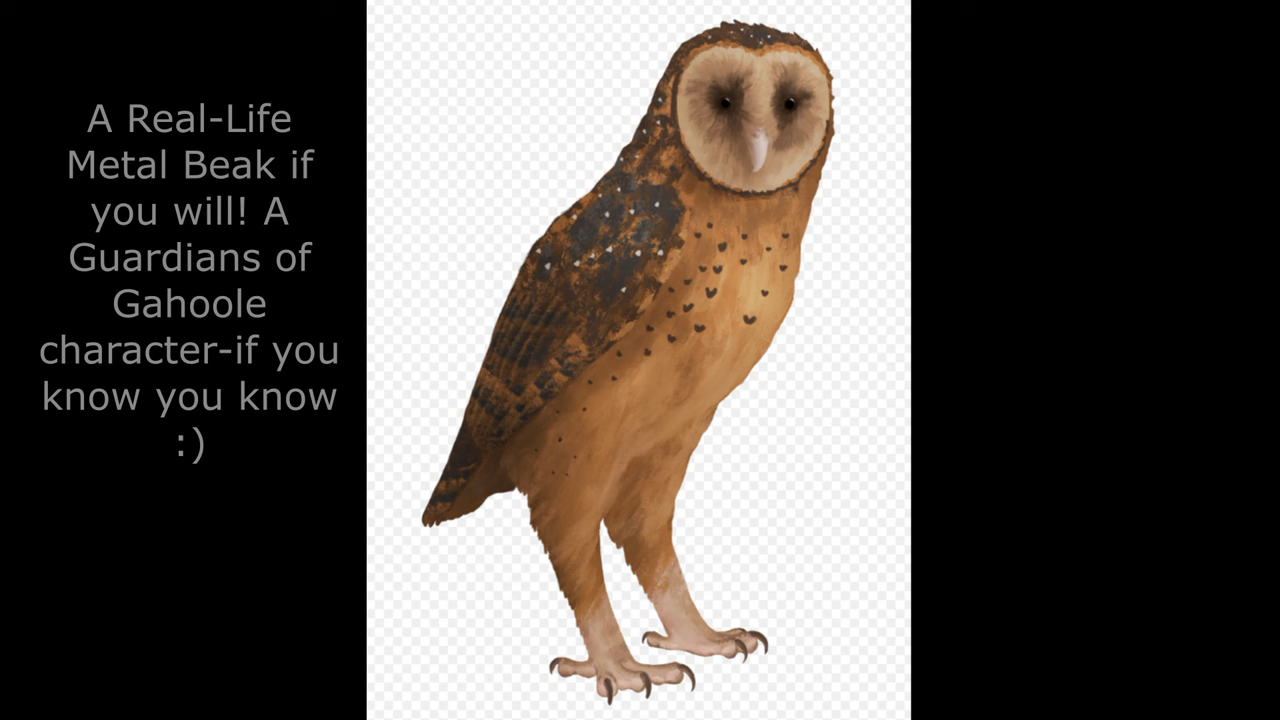 A Real-Life
Metal Beak if
you will! A
Guardians of
Gahoole
character-if you
know you know
:)